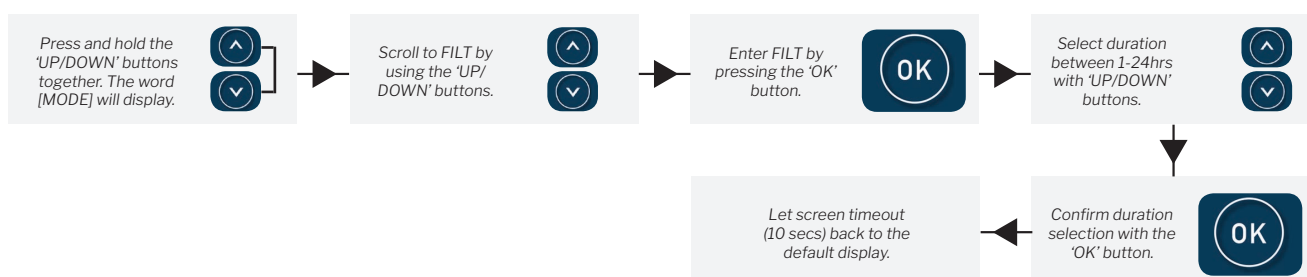 Press and hold the
‘UP/DOWN’ buttons
together. The word
[MODE] will display.
Scroll to FILT by
using the ‘UP/
DOWN’ buttons.
Enter FILT by
pressing the ‘OK’
button.
OK
Select duration
between 1-24hrs
with ‘UP/DOWN’
buttons.
Confirm duration
selection with the
‘OK’ button.
OK
Let screen timeout
(10 secs) back to the
default display.